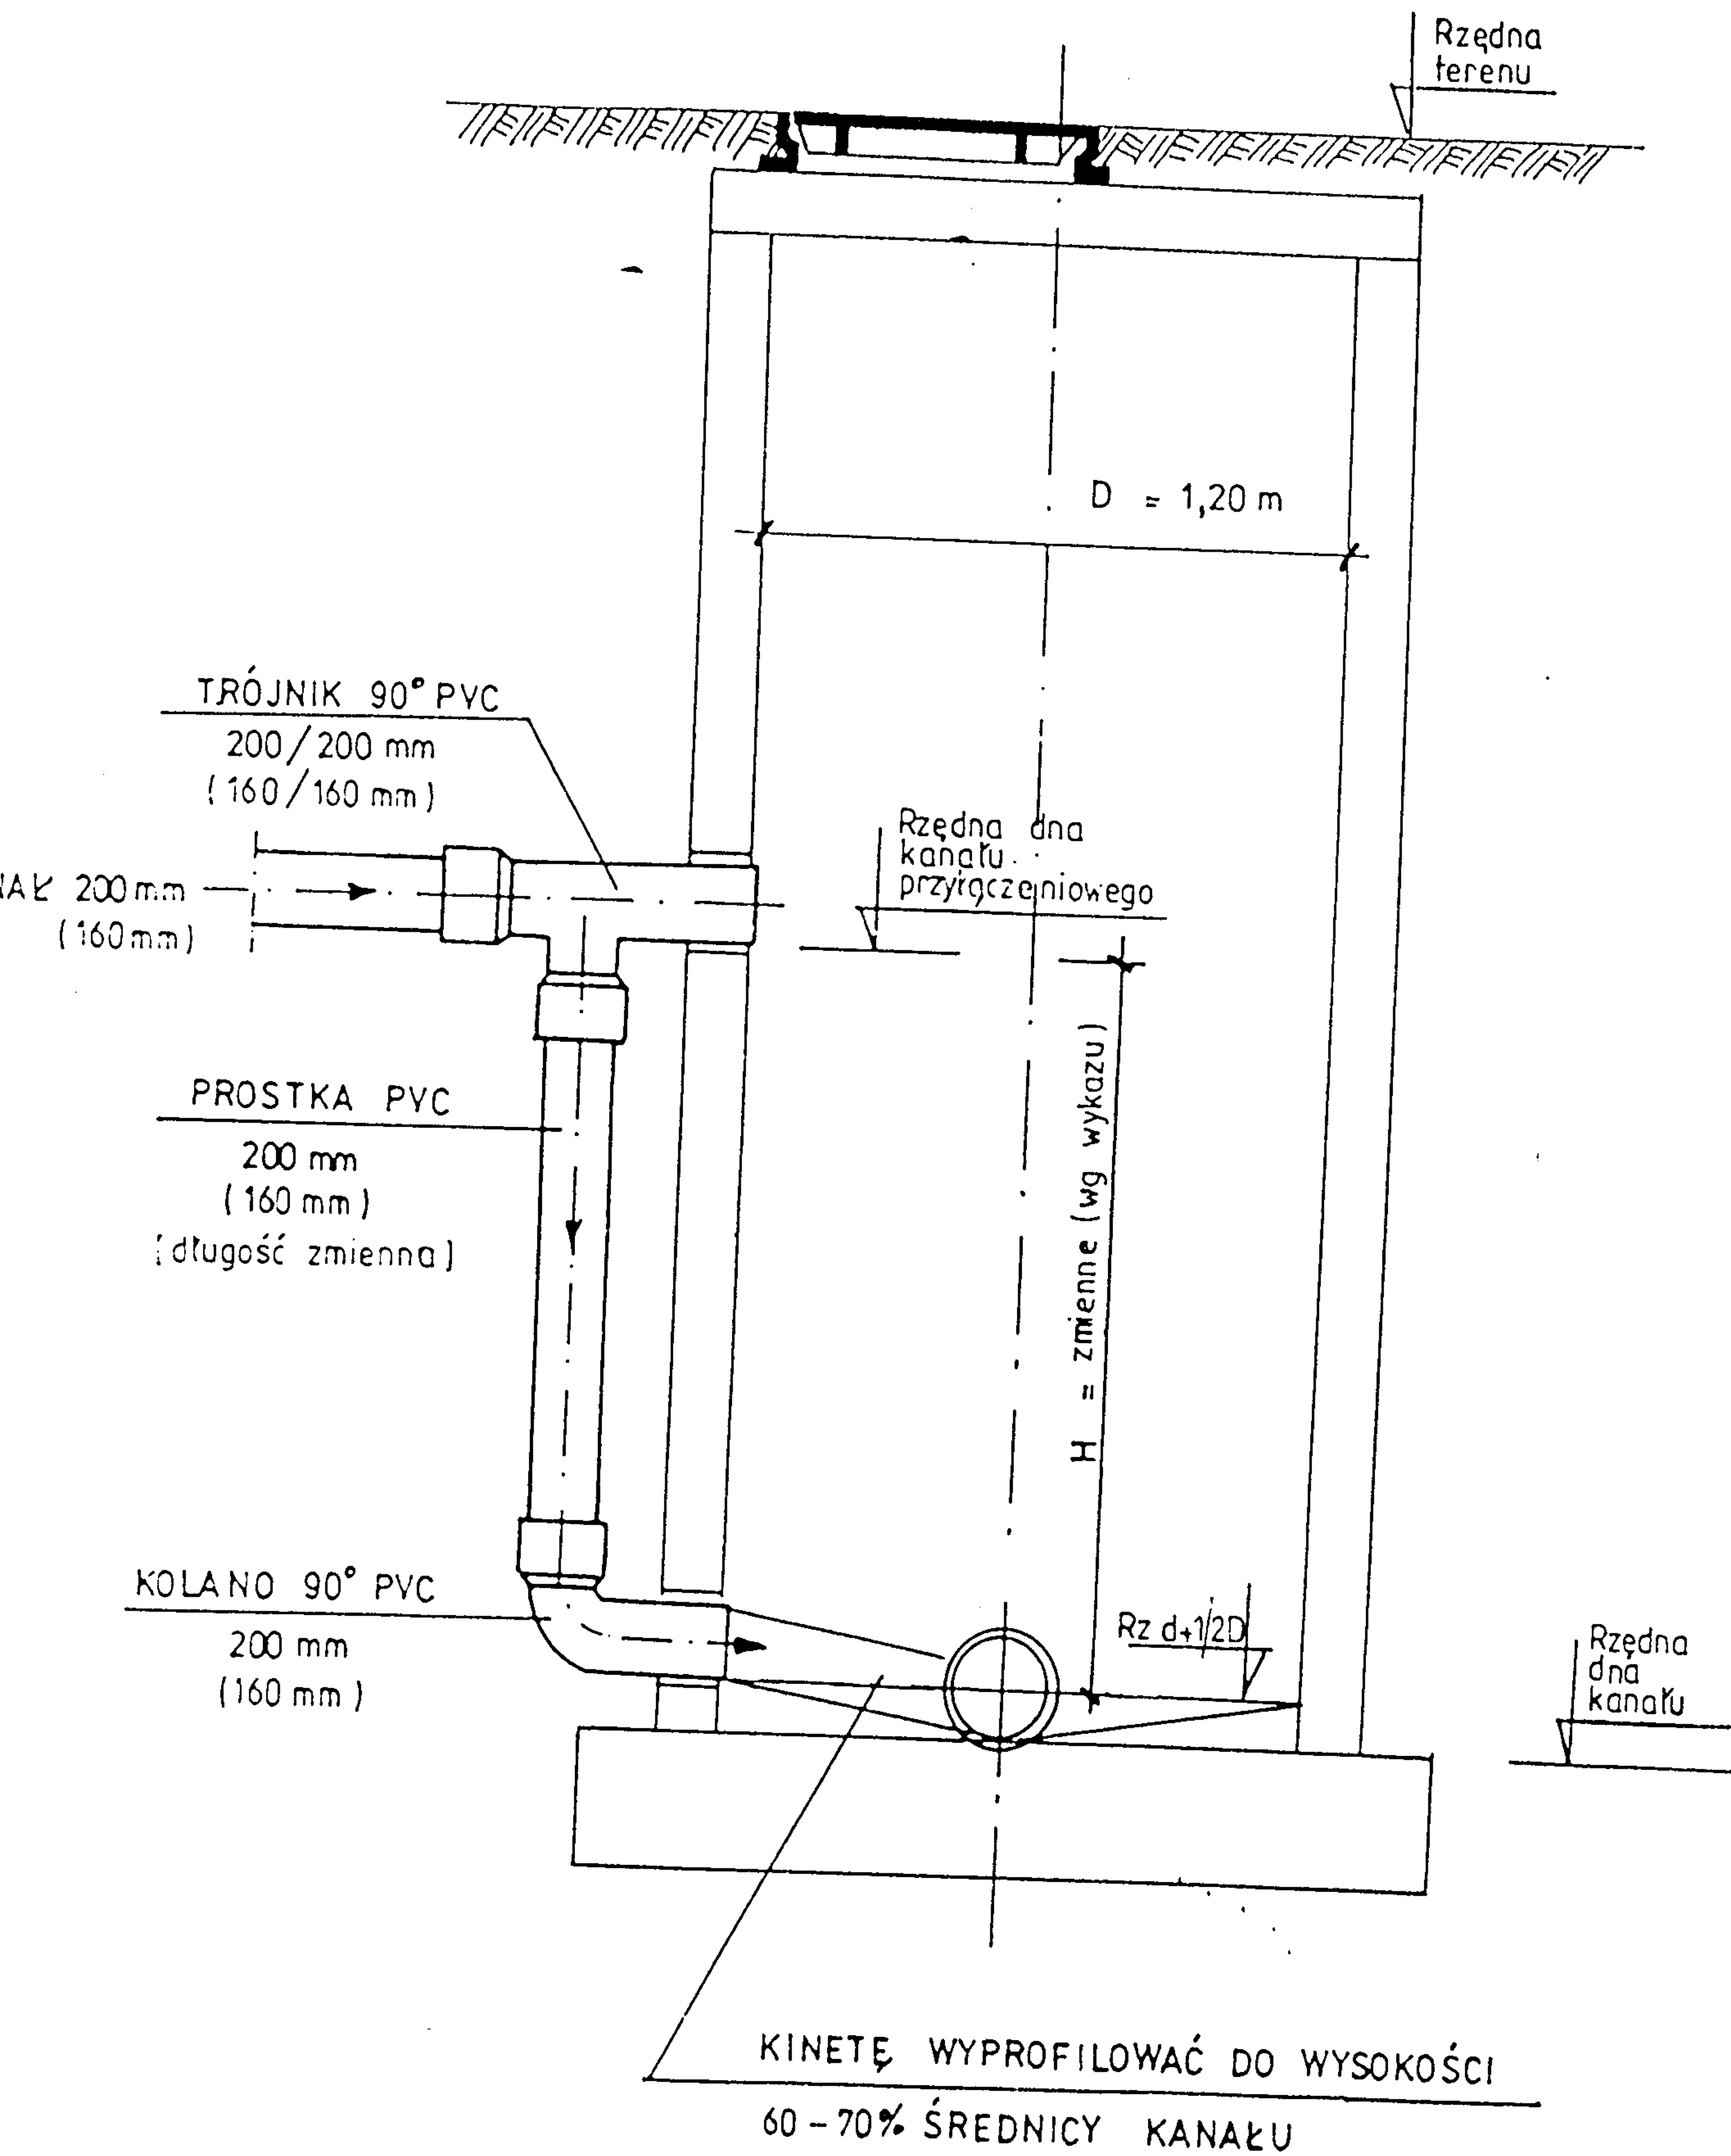 Rzędna
terenu
D = 1,20 m
TRÓJNIK 90° PVC
200/200 mm
(160/160 mm)
Rzędna dna
kanału
przyłączeniowego
NAŁ 200 mm
(160 mm)
H = zmienne (wg wykazu)
PROSTKA PVC
200 mm
(160 mm)
(długość zmienna)
KOLANO 90° PVC
200 mm
(160 mm)
Rz d+1/2D
Rzędna
dna
kanału
KINETĘ WYPROFILOWAĆ DO WYSOKOŚCI
60-70% ŚREDNICY KANAŁU